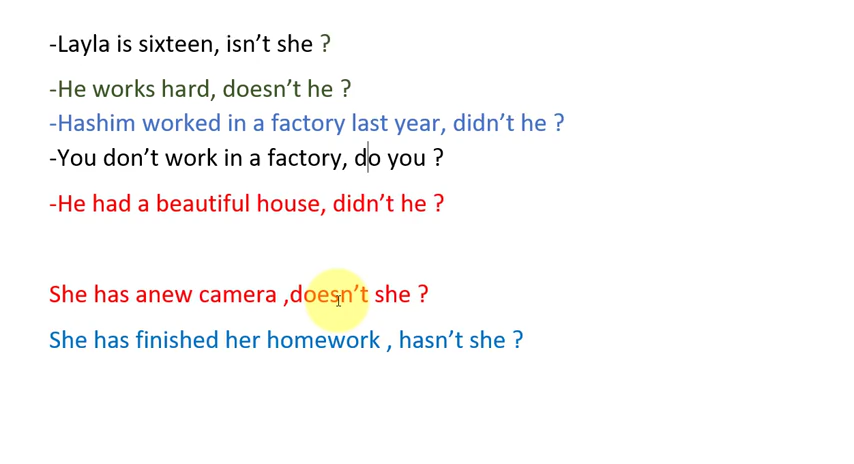 -Layla is sixteen, isn’t she ?
-He works hard, doesn’t he ?
-Hashim worked in a factory last year, didn’t he ?
-You don’t work in a factory, do you ?
-He had a beautiful house, didn’t he ?
She has anew camera ,doesn’t she ?
She has finished her homework , hasn’t she ?